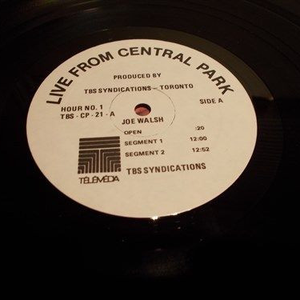 LIVE FROM CENTRAL PARK
PRODUCED BY
TBS SYNDICATIONS - TORONTO
HOUR NO. 1
SIDE A
TBS - CP - 21 - A
JOE WALSH
OPEN :20
SEGMENT 1 12:00
SEGMENT 2 12:52
TBS SYNDICATIONS
TÉLÉMÉDIA